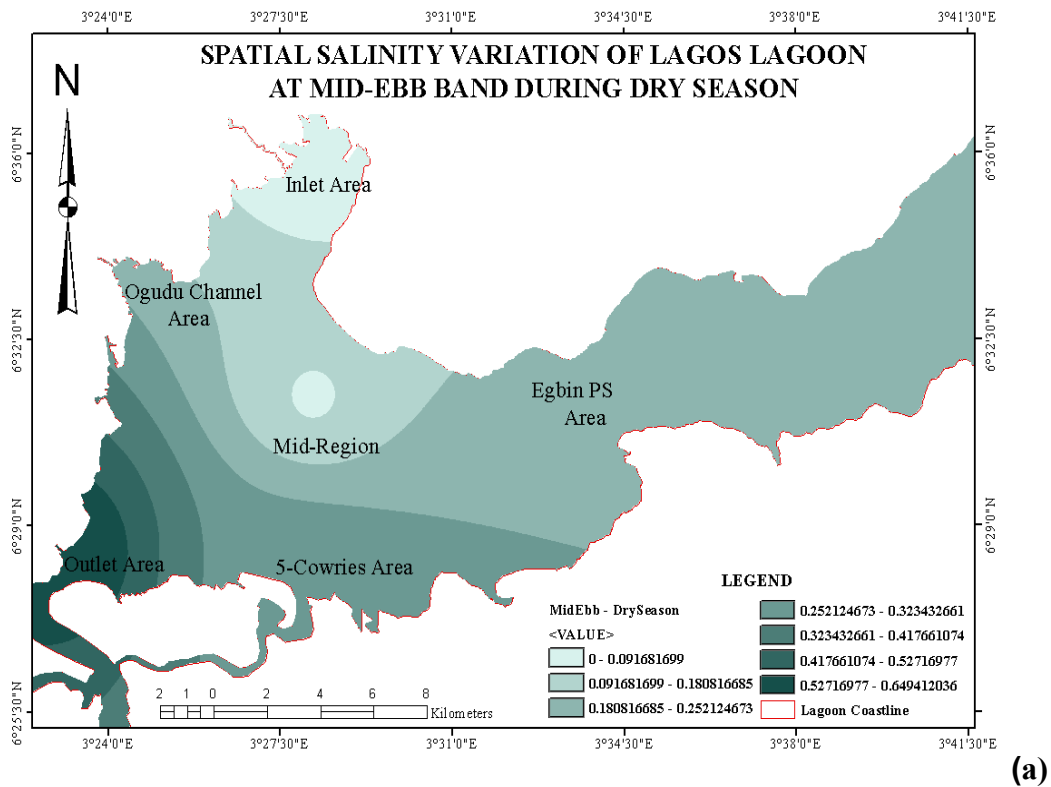 3°24'0"E 3°27'30"E 3°31'0"E 3°34'30"E 3°38'0"E 3°41'30"E
SPATIAL SALINITY VARIATION OF LAGOS LAGOON
AT MID-EBB BAND DURING DRY SEASON
N
6°36'0"N
6°36'0"N
Inlet Area
Ogudu Channel
Area
6°32'30"N
6°32'30"N
Egbin PS
Area
Mid-Region
6°29'0"N
6°29'0"N
Outlet Area
5-Cowries Area
LEGEND
MidEbb - DrySeason
<VALUE>
0 - 0.091681699
0.091681699 - 0.180816685
0.180816685 - 0.252124673
0.252124673 - 0.323432661
0.323432661 - 0.417661074
0.417661074 - 0.52716977
0.52716977 - 0.649412036
Lagoon Coastline
2 1 0 2 4 6 8
Kilometers
6°25'30"N
6°25'30"N
3°24'0"E 3°27'30"E 3°31'0"E 3°34'30"E 3°38'0"E 3°41'30"E
(a)